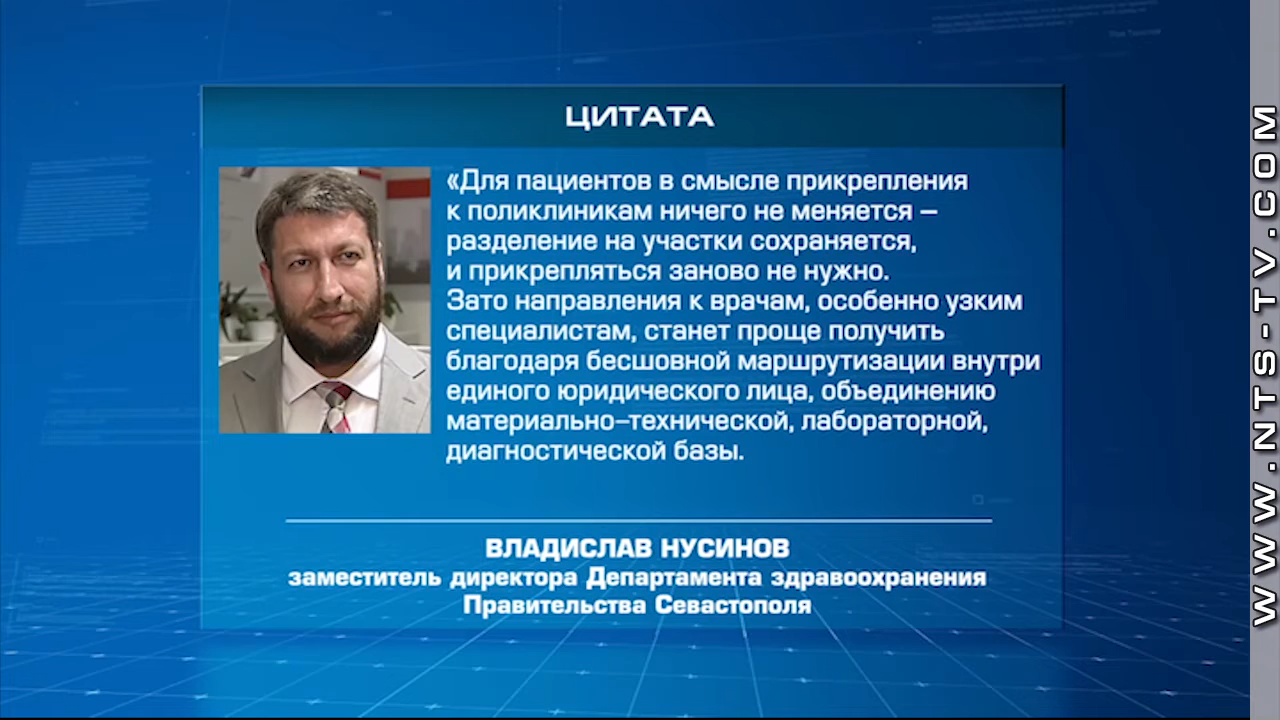 ЦИТАТА
«Для пациентов в смысле прикрепления
к поликлиникам ничего не меняется –
разделение на участки сохраняется,
и прикрепляться заново не нужно.
Зато направления к врачам, особенно узким
специалистам, станет проще получить
благодаря бесшовной маршрутизации внутри
единого юридического лица, объединению
материально–технической, лабораторной,
диагностической базы.
ВЛАДИСЛАВ НУСИНОВ
заместитель директора Департамента здравоохранения
Правительства Севастополя
WWW.NTS-TV.COM